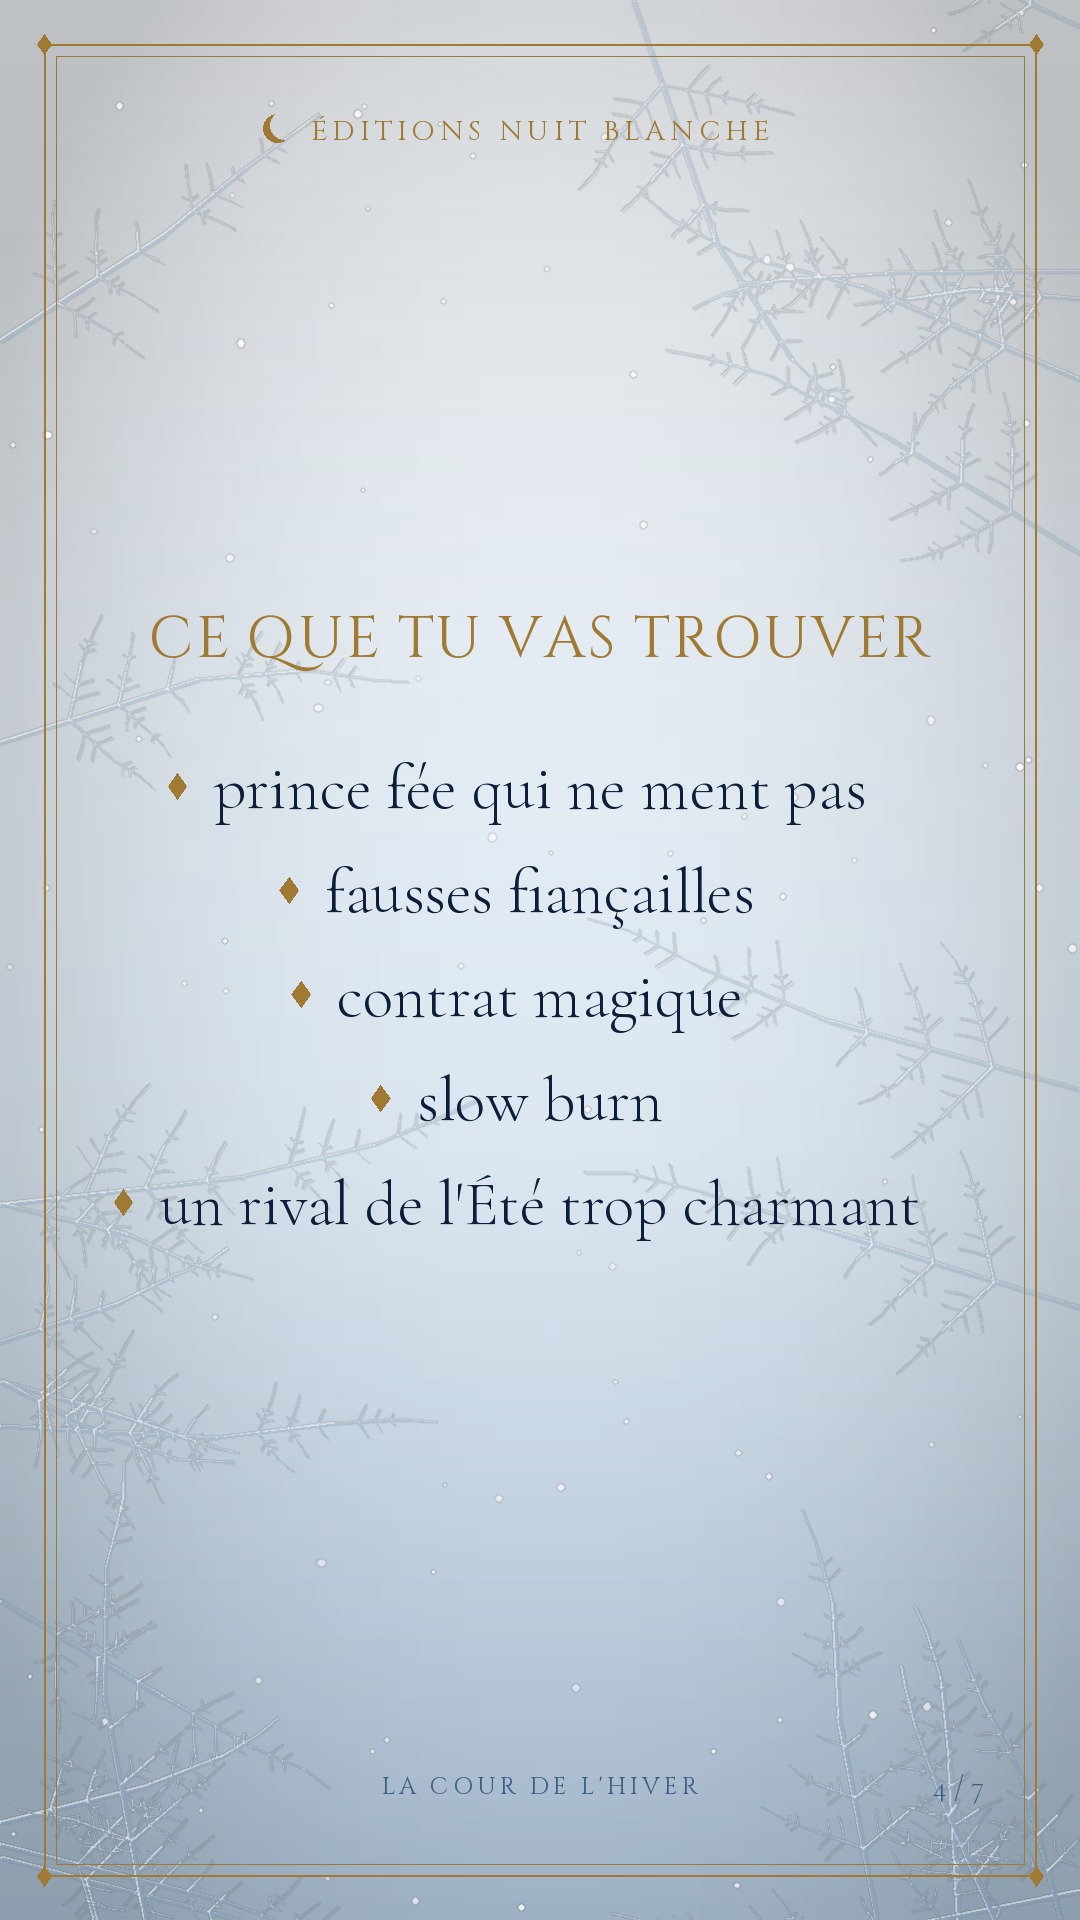 ÉDITIONS NUIT BLANCHE
CE QUE TU VAS TROUVER
prince fée qui ne ment pas
fausses fiançailles
contrat magique
slow burn
un rival de l'Été trop charmant
LA COUR DE L'HIVER
4 / 7